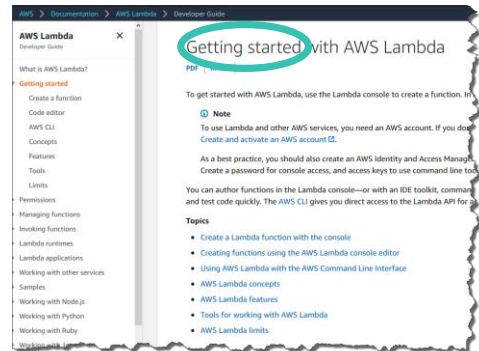 AWS > Documentation > AWS Lambda > Developer Guide
AWS Lambda
Developer Guide
What is AWS Lambda?
Getting started
Create a function
Code editor
AWS CLI
Concepts
Features
Tools
Limits
Permissions
Managing functions
Invoking functions
Lambda runtimes
Lambda applications
Working with other services
Samples
Working with Node.js
Working with Python
Working with Ruby
Working with
Getting started with AWS Lambda
PDF
To get started with AWS Lambda, use the Lambda console to create a function. In
Note
To use Lambda and other AWS services, you need an AWS account. If you
Create and activate an AWS account
As a best practice, you should also create an AWS Identity and Access
Create a password for console access, and access keys to use command line
You can author functions in the Lambda console—or with an IDE toolkit,
and test code quickly. The AWS CLI gives you direct access to the Lambda API for
Topics
• Create a Lambda function with the console
• Creating functions using the AWS Lambda console editor
• Using AWS Lambda with the AWS Command Line Interface
• AWS Lambda concepts
• AWS Lambda features
• Tools for working with AWS Lambda
• AWS Lambda limits